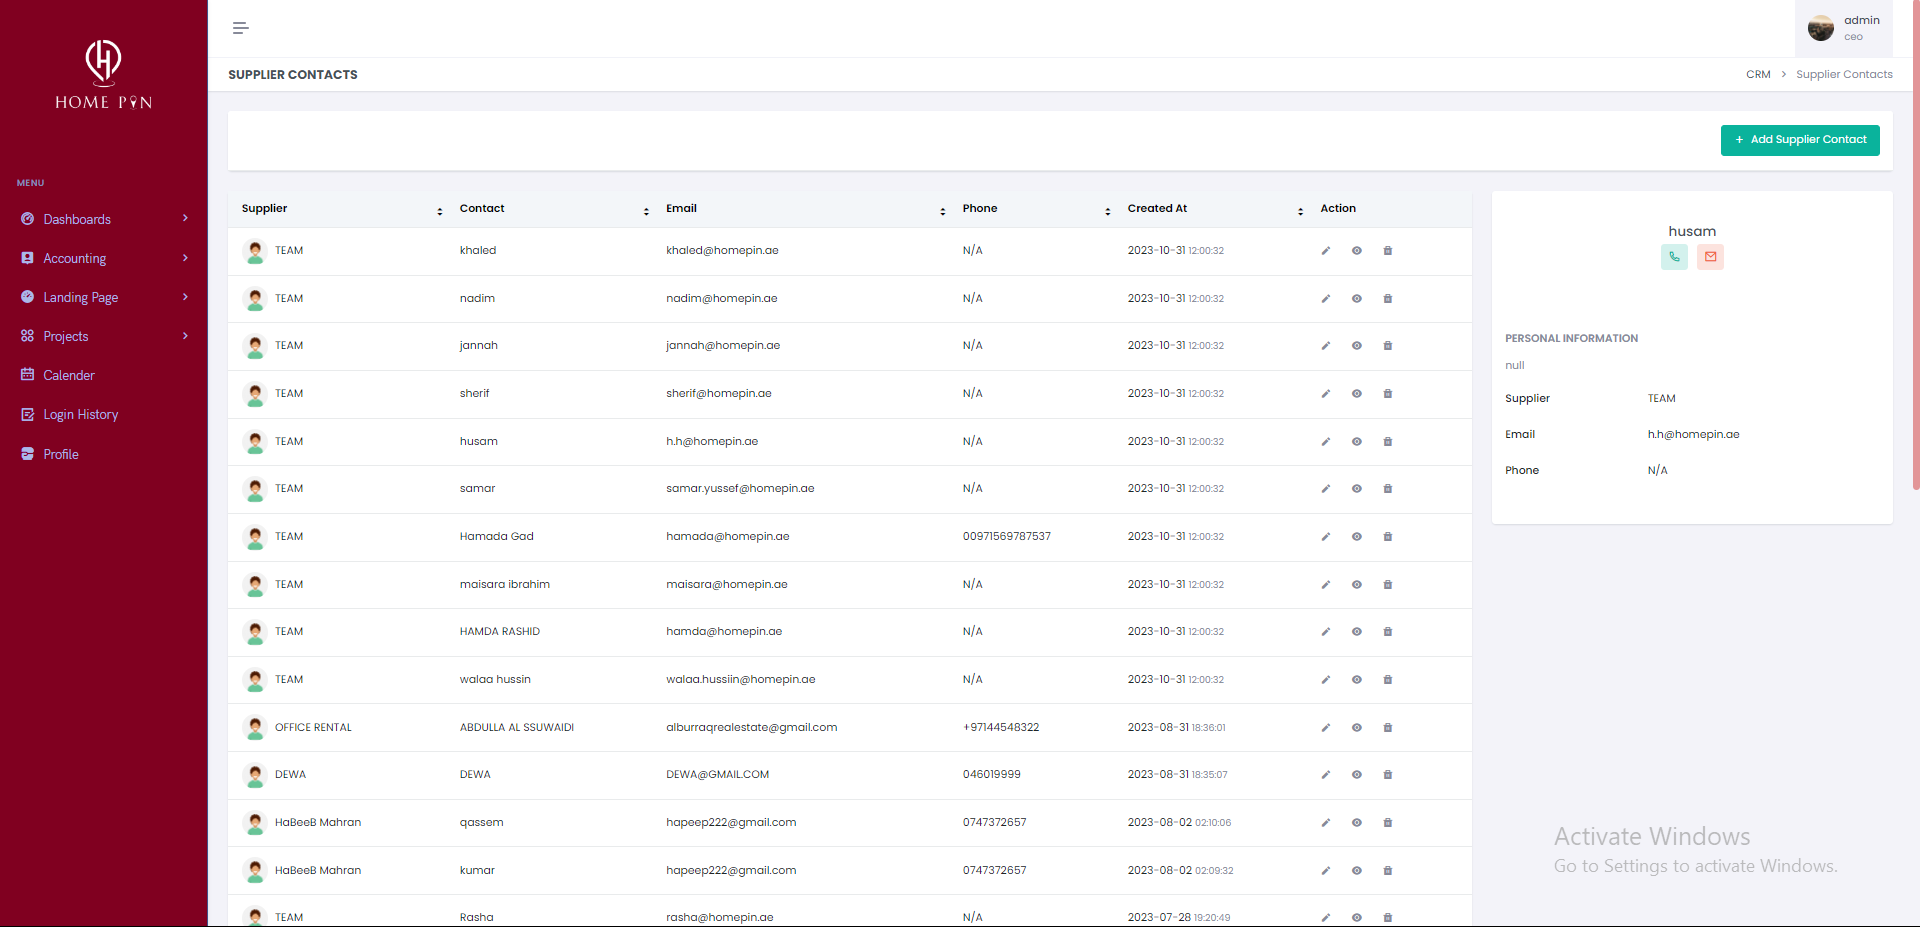 HOME PIN
MENU
Dashboards
Accounting
Landing Page
Projects
Calender
Login History
Profile
admin
ceo
SUPPLIER CONTACTS
CRM > Supplier Contacts
+ Add Supplier Contact
Supplier Contact Email Phone Created At Action
TEAM khaled khaled@homepin.ae N/A 2023-10-31 12:00:32
TEAM nadim nadim@homepin.ae N/A 2023-10-31 12:00:32
TEAM jannah jannah@homepin.ae N/A 2023-10-31 12:00:32
TEAM sherif sherif@homepin.ae N/A 2023-10-31 12:00:32
TEAM husam h.h@homepin.ae N/A 2023-10-31 12:00:32
TEAM samar samar.yussef@homepin.ae N/A 2023-10-31 12:00:32
TEAM Hamada Gad hamada@homepin.ae 00971569787537 2023-10-31 12:00:32
TEAM maisara ibrahim maisara@homepin.ae N/A 2023-10-31 12:00:32
TEAM HAMDA RASHID hamda@homepin.ae N/A 2023-10-31 12:00:32
TEAM walaa hussin walaa.hussiin@homepin.ae N/A 2023-10-31 12:00:32
OFFICE RENTAL ABDULLA AL SSUWAIDI alburraqrealestate@gmail.com +97144548322 2023-08-31 18:36:01
DEWA DEWA DEWA@GMAIL.COM 046019999 2023-08-31 18:35:07
HaBeeB Mahran qassem hapeep222@gmail.com 0747372657 2023-08-02 02:10:06
HaBeeB Mahran kumar hapeep222@gmail.com 0747372657 2023-08-02 02:09:32
TEAM Rasha rasha@homepin.ae N/A 2023-07-28 19:20:49
husam
PERSONAL INFORMATION
null
Supplier TEAM
Email h.h@homepin.ae
Phone N/A
Activate Windows
Go to Settings to activate Windows.